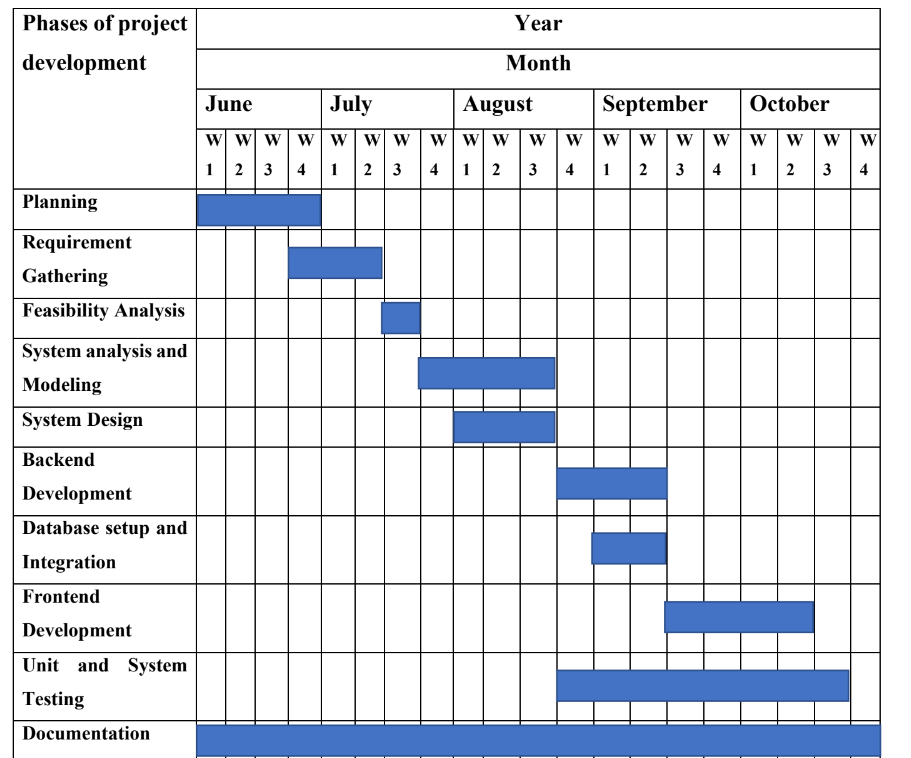 Phases of project
development
Year
Month
June July August September October
W W W W W W W W W W W W W W W W W W W W
1 2 3 4 1 2 3 4 1 2 3 4 1 2 3 4 1 2 3 4
Planning
Requirement
Gathering
Feasibility Analysis
System analysis and
Modeling
System Design
Backend
Development
Database setup and
Integration
Frontend
Development
Unit and System
Testing
Documentation